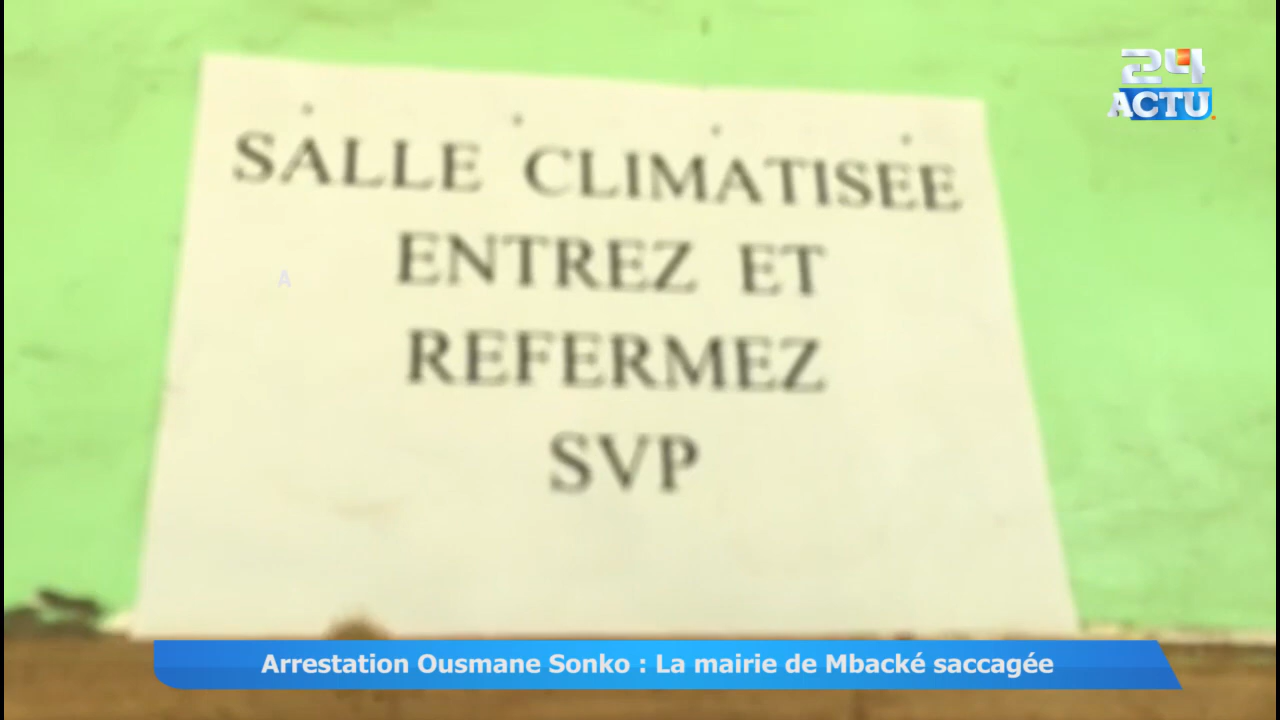 24
ACTU.
SALLE CLIMATISEE
ENTREZ ET
REFERMEZ
SVP
A
Arrestation Ousmane Sonko : La mairie de Mbacké saccagée